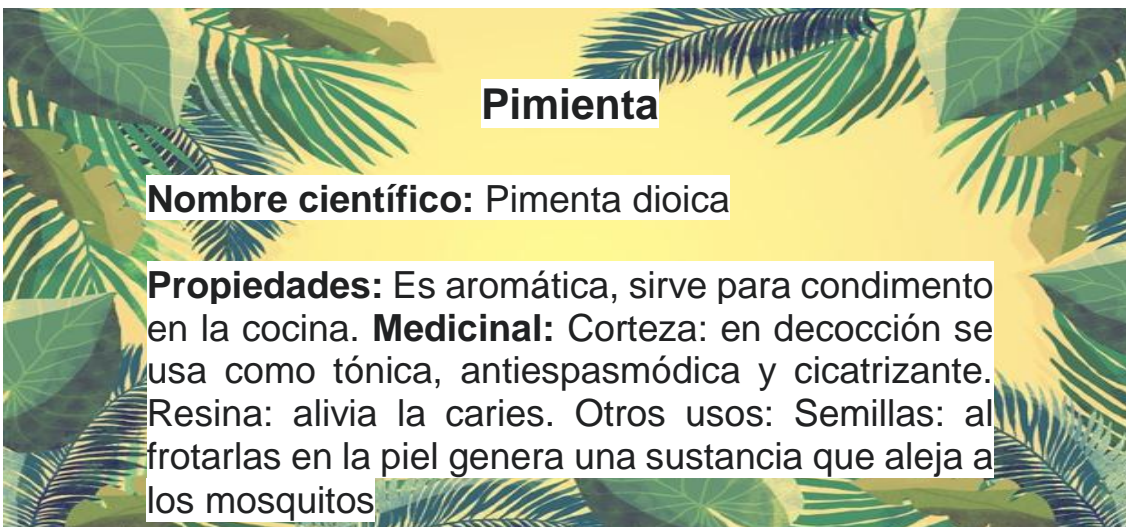 Pimienta
Nombre científico: Pimenta dioica
Propiedades: Es aromática, sirve para condimento
en la cocina. Medicinal: Corteza: en decocción se
usa como tónica, antiespasmódica y cicatrizante.
Resina: alivia la caries. Otros usos: Semillas: al
frotarlas en la piel genera una sustancia que aleja a
los mosquitos